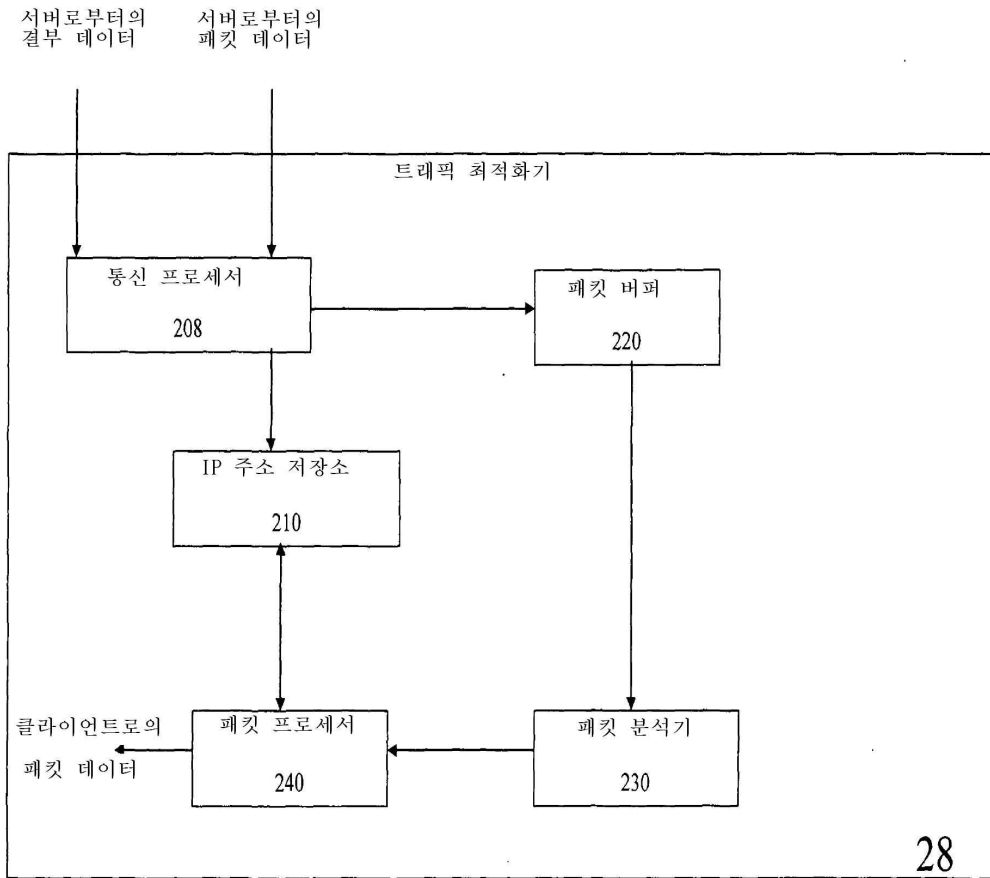 서버로부터의
결부 데이터
서버로부터의
패킷 데이터
트래픽 최적화기
통신 프로세서
208
패킷 버퍼
220
IP 주소 저장소
210
클라이언트로의
패킷 데이터
패킷 프로세서
240
패킷 분석기
230
28